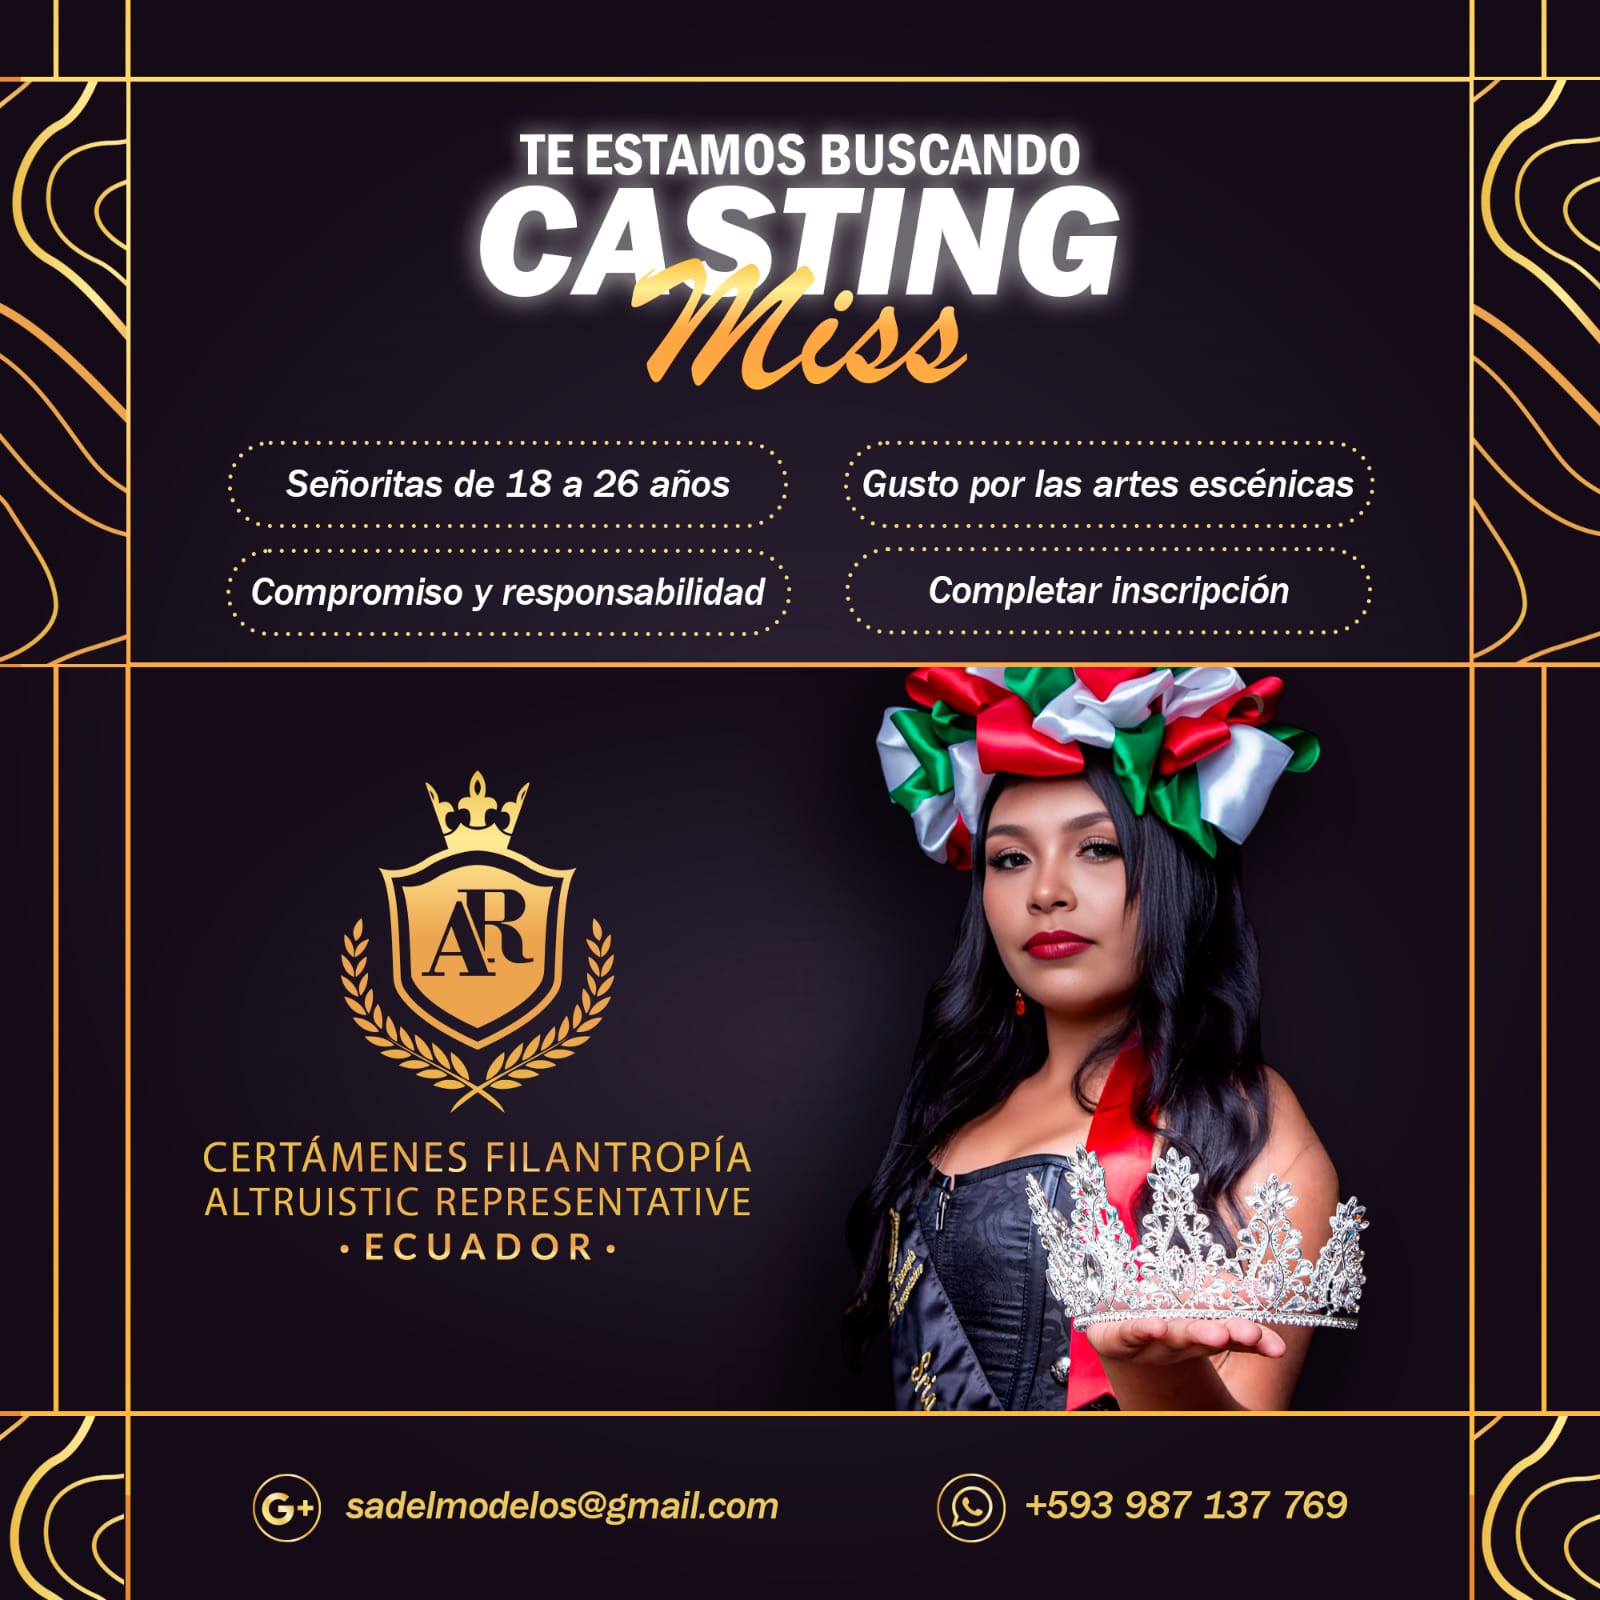 TE ESTAMOS BUSCANDO
CASTING
Miss
Señoritas de 18 a 26 años
Gusto por las artes escénicas
Compromiso y responsabilidad
Completar inscripción
AR
CERTÁMENES FILANTROPÍA
ALTRUISTIC REPRESENTATIVE
• ECUADOR •
G+ sadelmodelos@gmail.com
+593 987 137 769